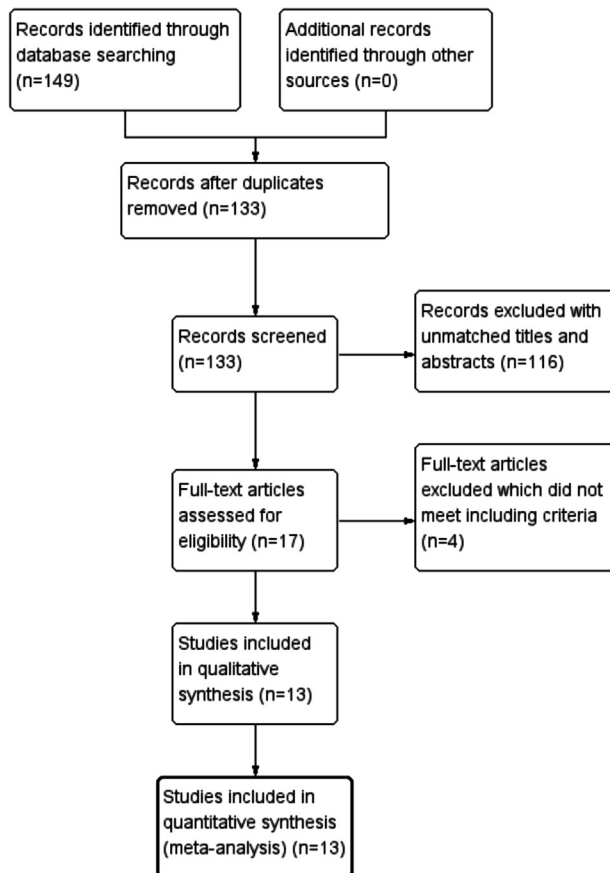 Records identified through
database searching
(n=149)
Additional records
identified through other
sources (n=0)
Records after duplicates
removed (n=133)
Records screened
(n=133)
Records excluded with
unmatched titles and
abstracts (n=116)
Full-text articles
assessed for
eligibility (n=17)
Full-text articles
excluded which did not
meet including criteria
(n=4)
Studies included
in qualitative
synthesis (n=13)
Studies included in
quantitative synthesis
(meta-analysis) (n=13)